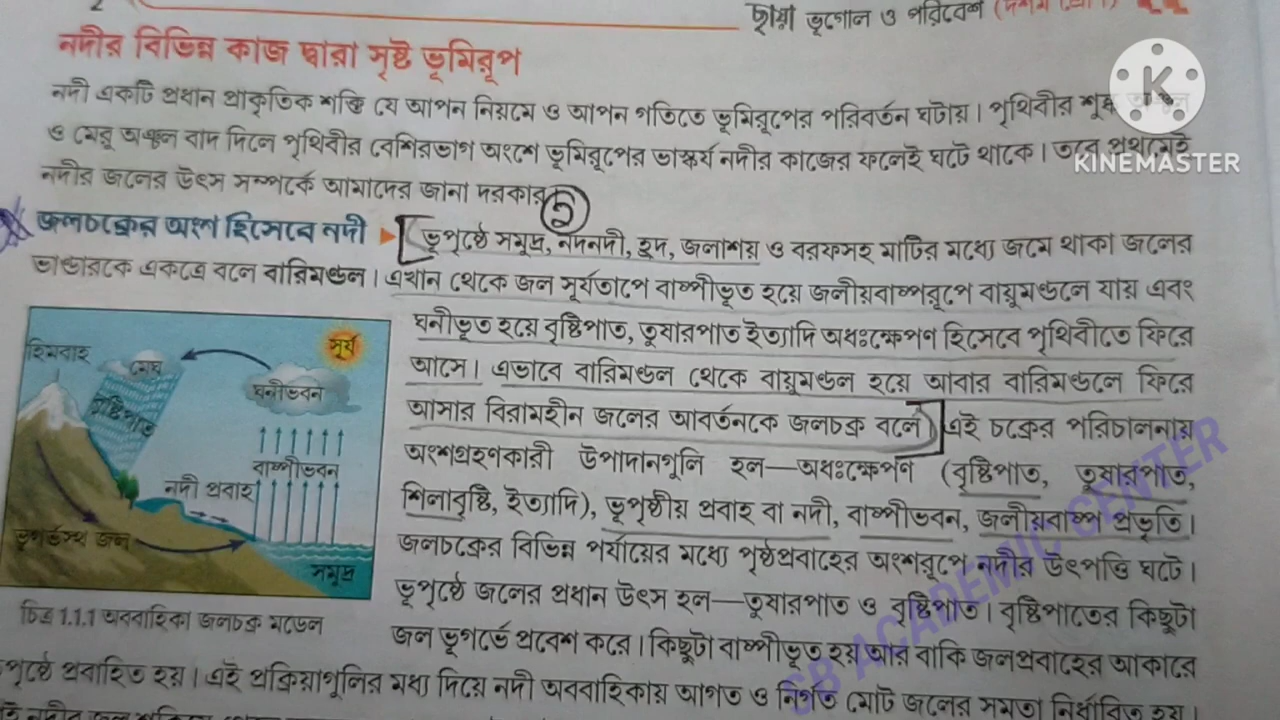 2
ছায়া ভূগোল ও পরিবেশ (দশম শ্রেণি)
নদীর বিভিন্ন কাজ দ্বারা সৃষ্ট ভূমিরূপ
নদী একটি প্রধান প্রাকৃতিক শক্তি যে আপন নিয়মে ও আপন গতিতে ভূমিরূপের পরিবর্তন ঘটায়। পৃথিবীর শুষ্ক
ও মেরু অঞ্চল বাদ দিলে পৃথিবীর বেশিরভাগ অংশে ভূমিরূপের ভাস্কর্য নদীর কাজের ফলেই ঘটে থাকে। তবে প্রথমেই
নদীর জলের উৎস সম্পর্কে আমাদের জানা দরকার।
জলচক্রের অংশ হিসেবে নদী ▶ ভূপৃষ্ঠে সমুদ্র, নদনদী, হ্রদ, জলাশয় ও বরফসহ মাটির মধ্যে জমে থাকা জলের
ভাণ্ডারকে একত্রে বলে বারিমণ্ডল। এখান থেকে জল সূর্যতাপে বাষ্পীভূত হয়ে জলীয়বাষ্পরূপে বায়ুমণ্ডলে যায় এবং
ঘনীভূত হয়ে বৃষ্টিপাত, তুষারপাত ইত্যাদি অধঃক্ষেপণ হিসেবে পৃথিবীতে ফিরে
আসে। এভাবে বারিমণ্ডল থেকে বায়ুমণ্ডল হয়ে আবার বারিমণ্ডলে ফিরে
আসার বিরামহীন জলের আবর্তনকে জলচক্র বলে। এই চক্রের পরিচালনায়
অংশগ্রহণকারী উপাদানগুলি হল—অধঃক্ষেপণ (বৃষ্টিপাত, তুষারপাত,
শিলাবৃষ্টি, ইত্যাদি), ভূপৃষ্ঠীয় প্রবাহ বা নদী, বাষ্পীভবন, জলীয়বাষ্প প্রভৃতি।
জলচক্রের বিভিন্ন পর্যায়ের মধ্যে পৃষ্ঠপ্রবাহের অংশরূপে নদীর উৎপত্তি ঘটে।
ভূপৃষ্ঠে জলের প্রধান উৎস হল—তুষারপাত ও বৃষ্টিপাত। বৃষ্টিপাতের কিছুটা
জল ভূগর্ভে প্রবেশ করে। কিছুটা বাষ্পীভূত হয় আর বাকি জলপ্রবাহের আকারে
পৃষ্ঠে প্রবাহিত হয়। এই প্রক্রিয়াগুলির মধ্য দিয়ে নদী অববাহিকায় আগত ও নির্গত মোট জলের সমতা নির্ধারিত হয়।
হিমবাহ
মেঘ
সূর্য
ঘনীভবন
বৃষ্টিপাত
বাষ্পীভবন
নদী প্রবাহ
ভূগর্ভস্থ জল
সমুদ্র
চিত্র 1.1.1 অববাহিকা জলচক্র মডেল
K
KINEMASTER
GB ACADEMIC CENTER